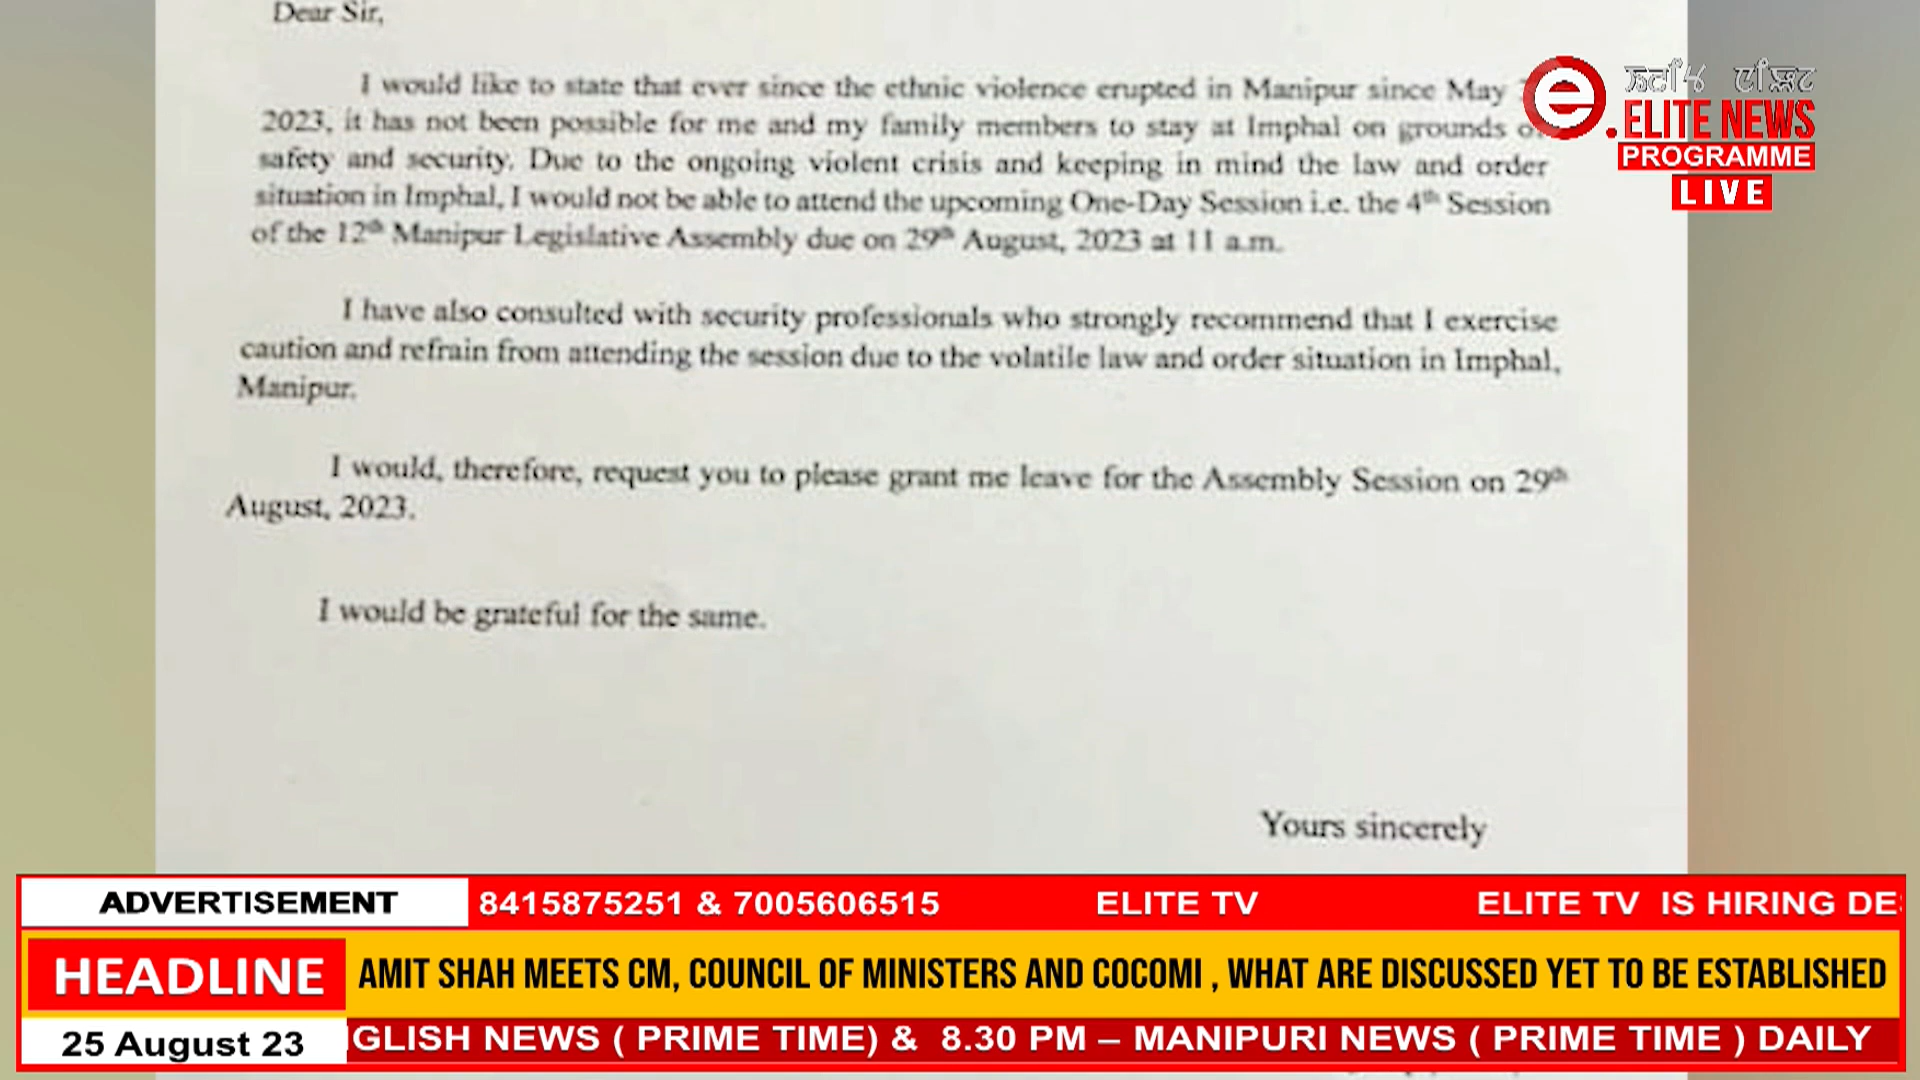 Dear Sir,
I would like to state that ever since the ethnic violence erupted in Manipur since May
2023, it has not been possible for me and my family members to stay at Imphal on grounds of
safety and security. Due to the ongoing violent crisis and keeping in mind the law and order
situation in Imphal, I would not be able to attend the upcoming One-Day Session i.e. the 4th Session
of the 12th Manipur Legislative Assembly due on 29th August, 2023 at 11 a.m.
I have also consulted with security professionals who strongly recommend that I exercise
caution and refrain from attending the session due to the volatile law and order situation in Imphal,
Manipur.
I would, therefore, request you to please grant me leave for the Assembly Session on 29th
August, 2023.
I would be grateful for the same.
Yours sincerely
e.
ELITE NEWS
PROGRAMME
LIVE
ADVERTISEMENT
8415875251 & 7005606515 ELITE TV ELITE TV IS HIRING DE
HEADLINE
AMIT SHAH MEETS CM, COUNCIL OF MINISTERS AND COCOMI , WHAT ARE DISCUSSED YET TO BE ESTABLISHED
25 August 23
GLISH NEWS ( PRIME TIME) & 8.30 PM – MANIPURI NEWS ( PRIME TIME ) DAILY